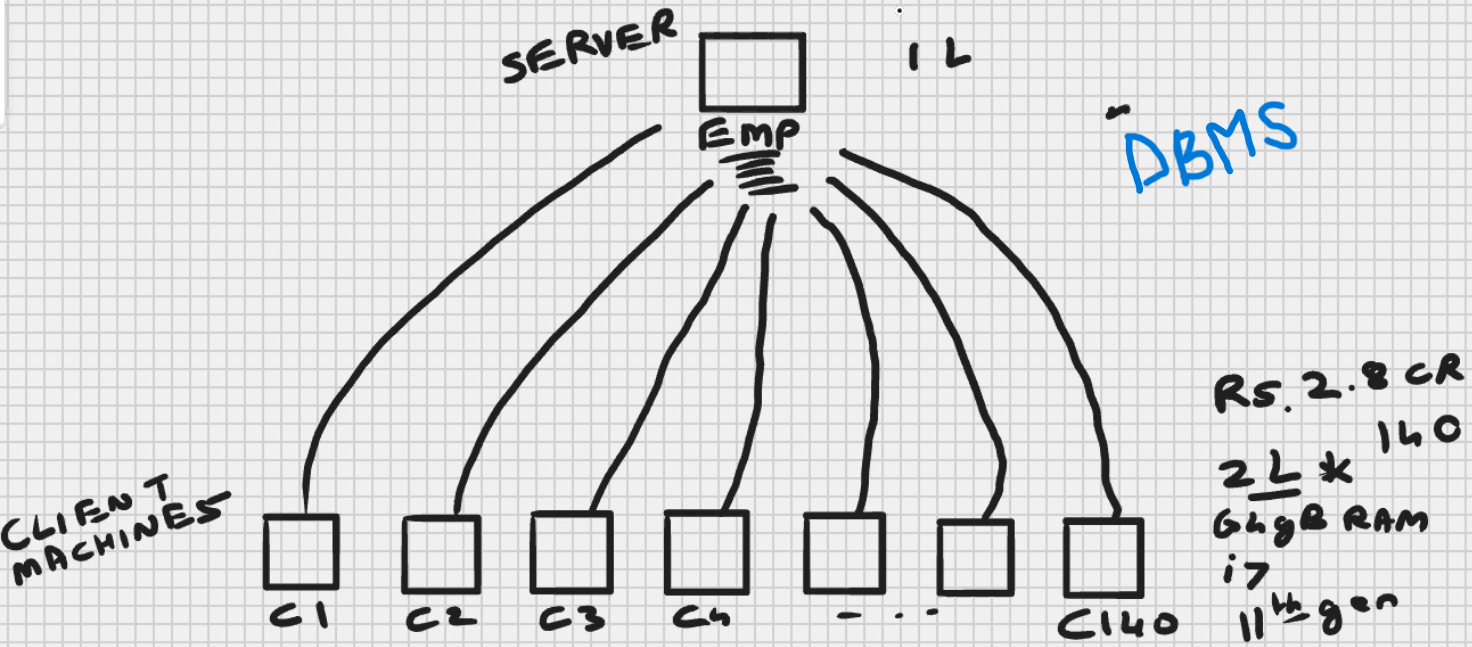 SERVER
1 L
EMP
DBMS
Rs. 2.8 CR
140
2 L *
64gB RAM
i7
11th gen
CLIENT
MACHINES
C1 C2 C3 C4 - . . - C140